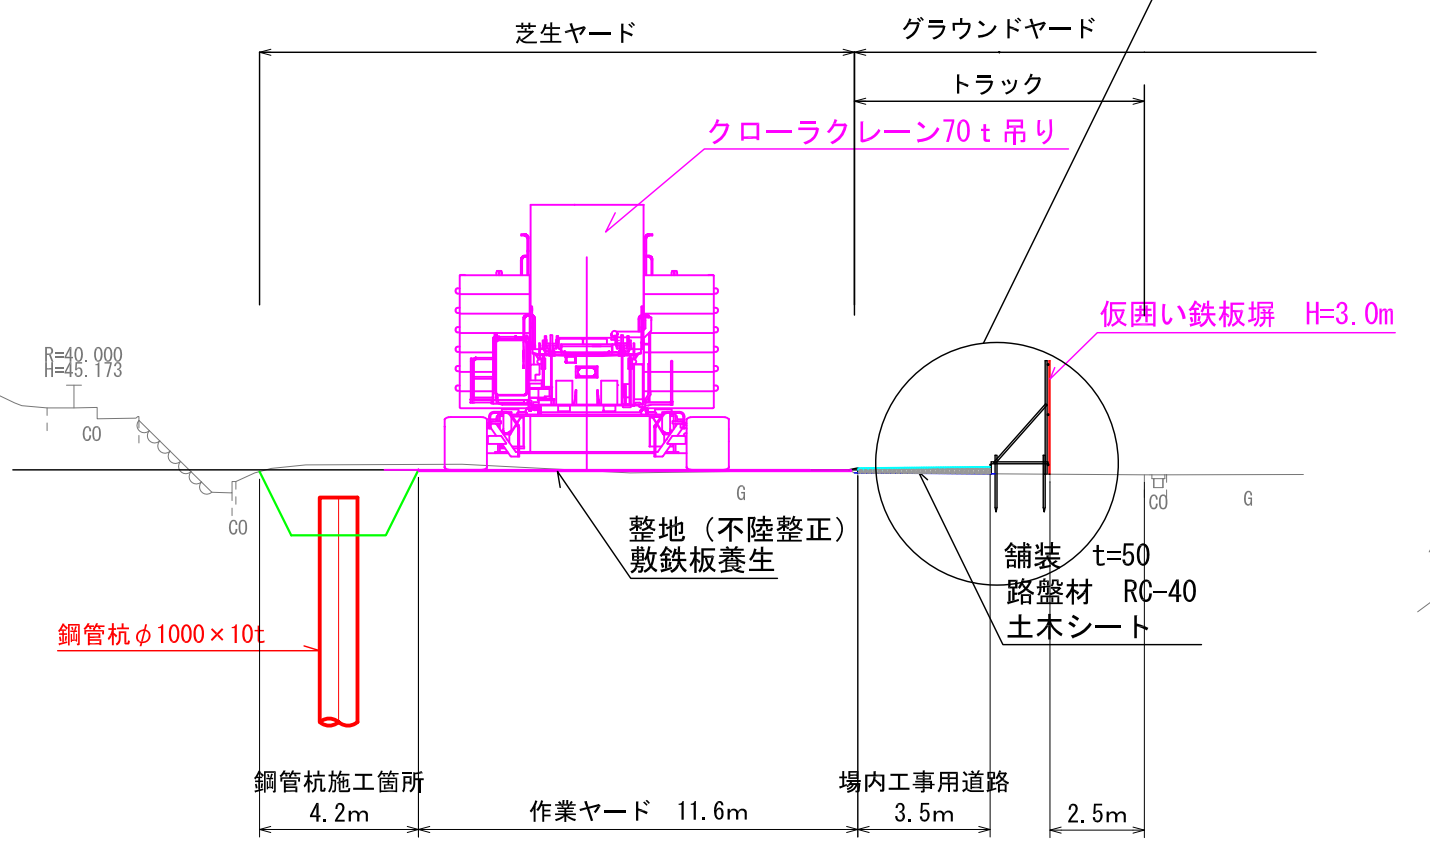 芝生ヤード
グラウンドヤード
トラック
クローラクレーン70ｔ吊り
仮囲い鉄板塀　H=3.0m
R=40.000
H=45.173
CO
CO
G
CO
G
整地（不陸整正）
敷鉄板養生
舗装　t=50
路盤材　RC-40
土木シート
鋼管杭φ1000×10t
鋼管杭施工箇所
4.2m
作業ヤード　11.6m
場内工事用道路
3.5m
2.5m